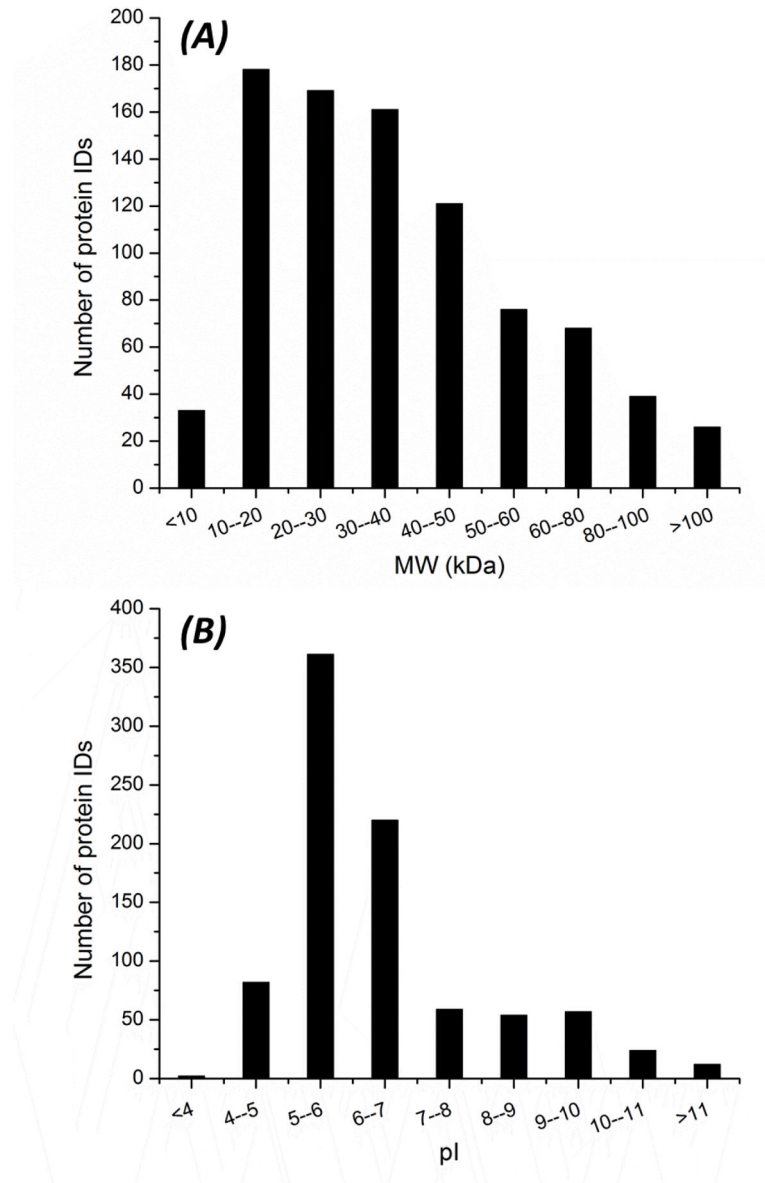 (A)
Number of protein IDs
200
180
160
140
120
100
80
60
40
20
0
<10 10--20 20--30 30--40 40--50 50--60 60--80 80--100 >100
MW (kDa)
(B)
Number of protein IDs
400
350
300
250
200
150
100
50
0
<4 4--5 5--6 6--7 7--8 8--9 9--10 10--11 >11
pI